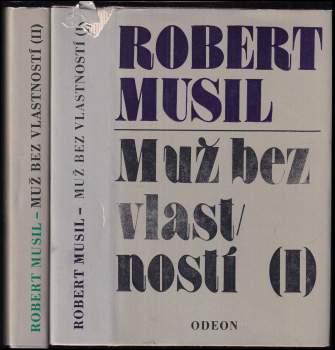 ROBERT MUSIL – MUŽ BEZ VLASTNOSTÍ (II)
ROBERT MUSIL – MUŽ BEZ VLASTNOSTÍ (
ROBERT
MUSIL
Muž bez
vlast/
ností (I)
ODEON